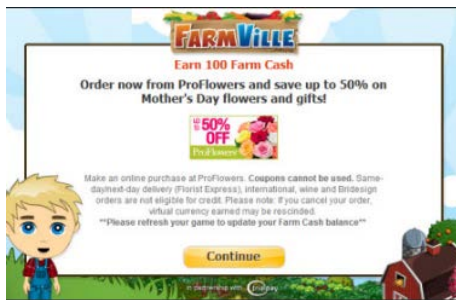 FARMVILLE
Earn 100 Farm Cash
Order now from ProFlowers and save up to 50% on
Mother's Day flowers and gifts!
UP TO 50%
OFF
ProFlowers
Make an online purchase at ProFlowers. Coupons cannot be used. Same-
day/next-day delivery (Florist Express), international, wine and Bridesign
orders are not eligible for credit. Please note: If you cancel your order,
virtual currency earned may be rescinded.
**Please refresh your game to update your Farm Cash balance**
Continue
in partnership with trialpay